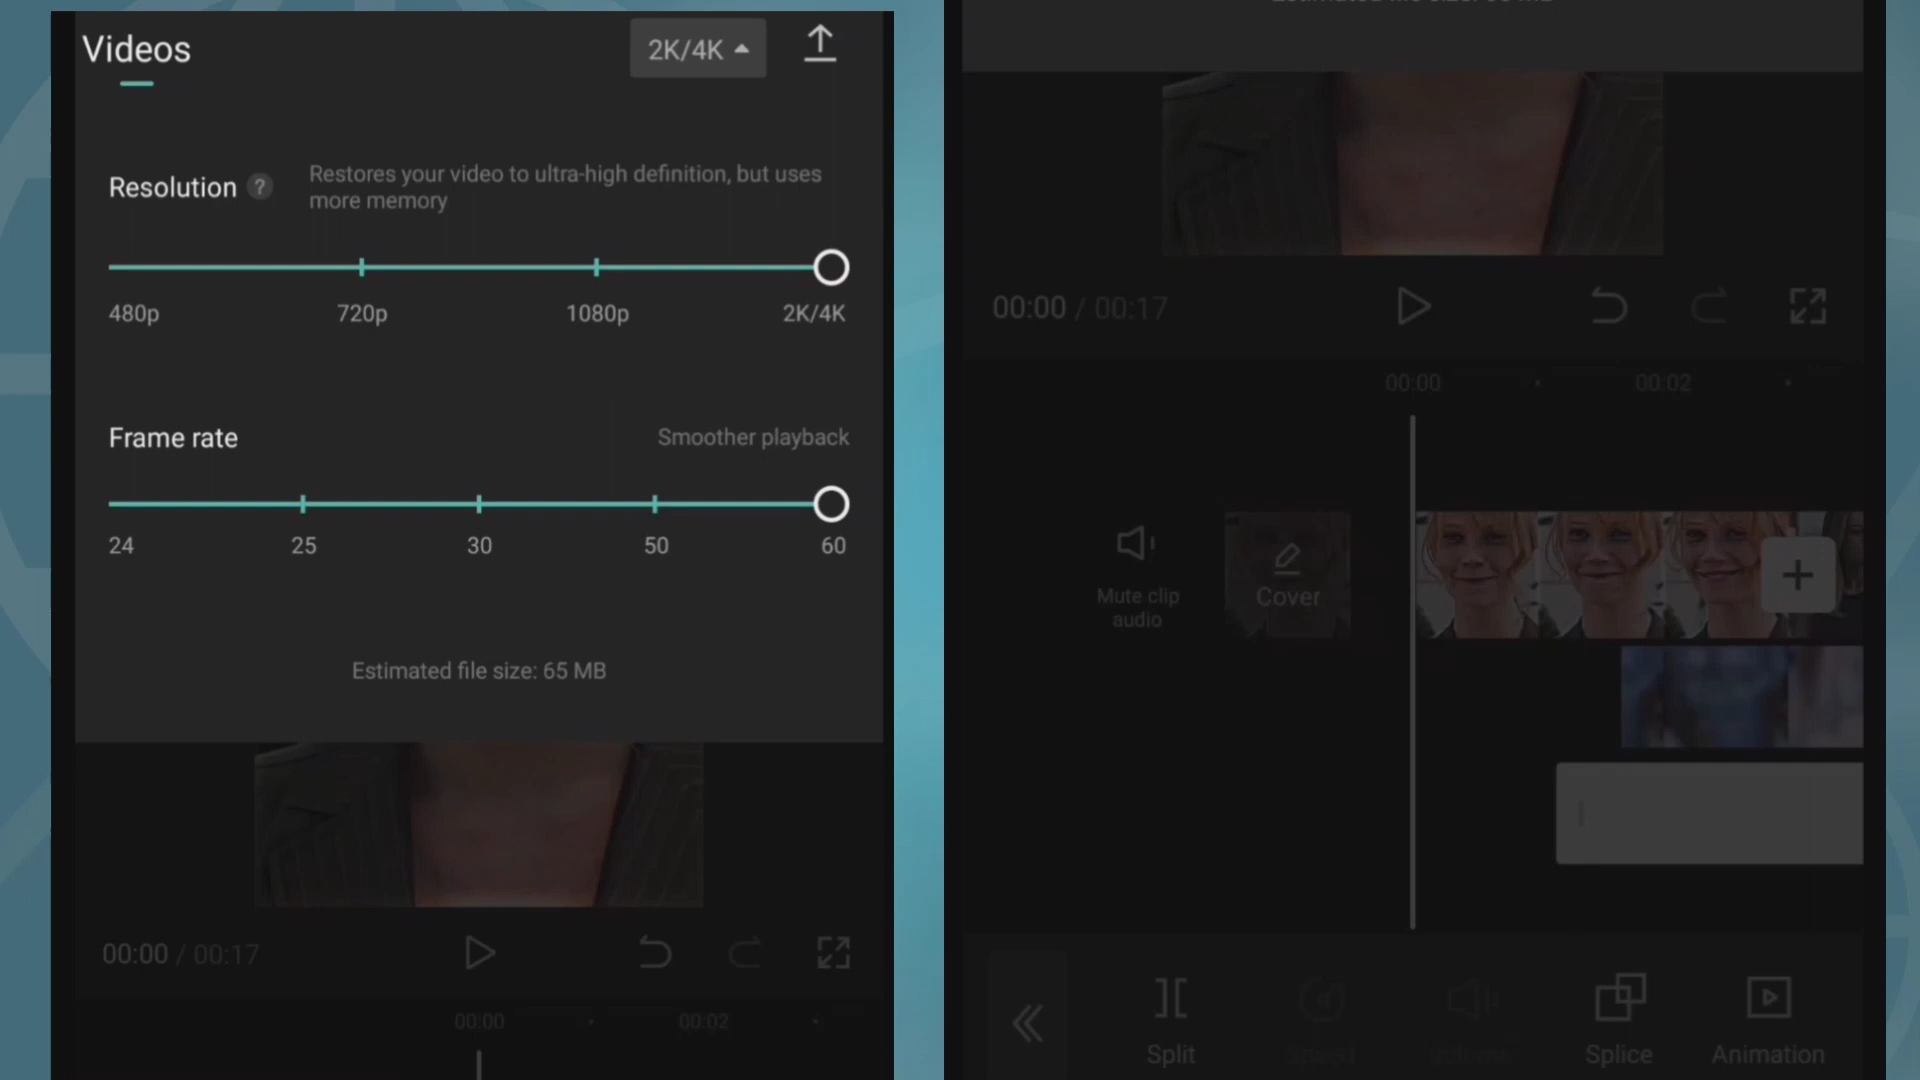 Videos
2K/4K
Resolution ?
Restores your video to ultra-high definition, but uses
more memory
480p 720p 1080p 2K/4K
Frame rate
Smoother playback
24 25 30 50 60
Estimated file size: 65 MB
00:00 / 00:17
00:00 00:02
00:00 / 00:17
00:00 00:02
Mute clip
audio
Cover
Split
Splice
Animation